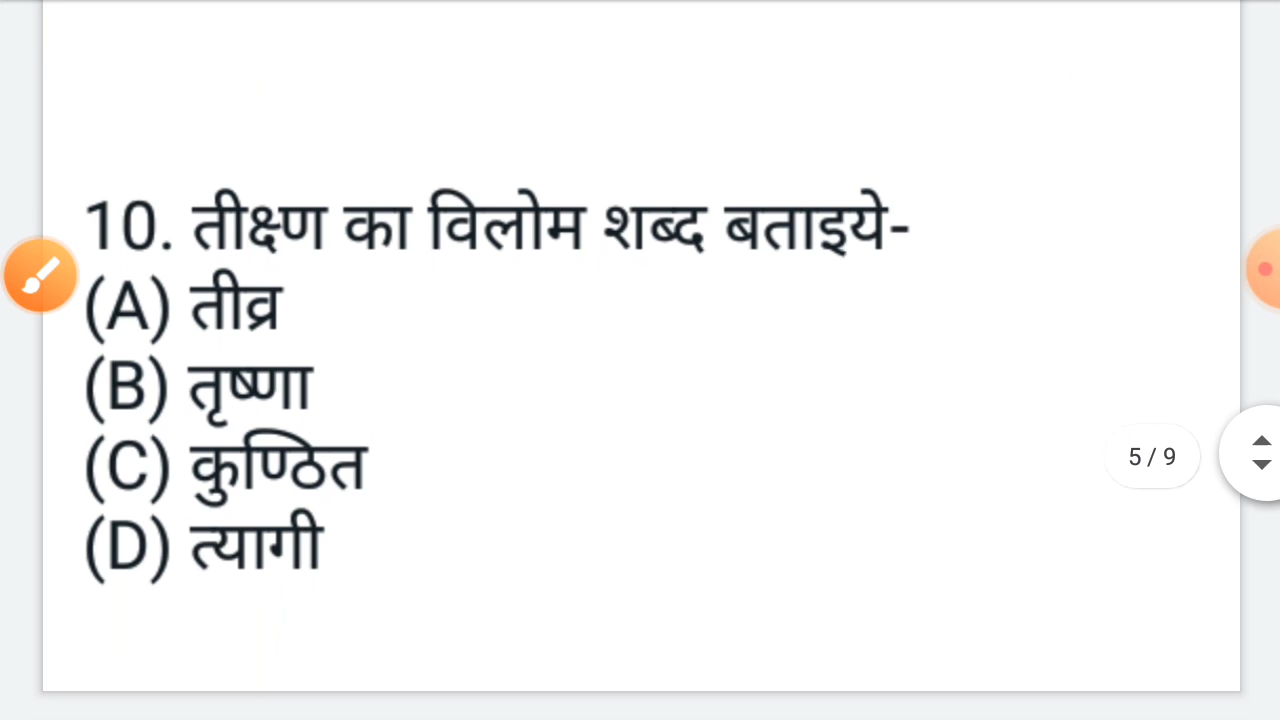 10. तीक्ष्ण का विलोम शब्द बताइये-
(A) तीव्र
(B) तृष्णा
(C) कुण्ठित
(D) त्यागी
5 / 9